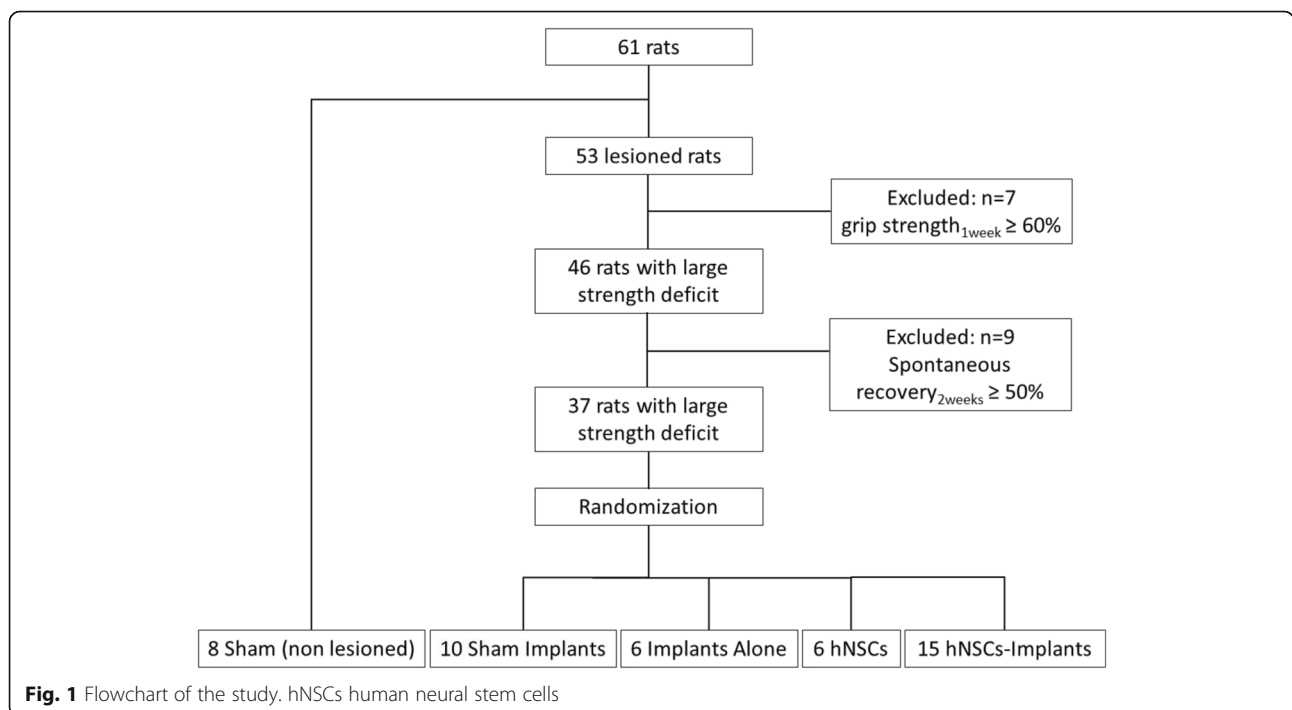 61 rats
53 lesioned rats
Excluded: n=7
grip strength1week ≥ 60%
46 rats with large
strength deficit
Excluded: n=9
Spontaneous
recovery2weeks ≥ 50%
37 rats with large
strength deficit
Randomization
8 Sham (non lesioned)
10 Sham Implants
6 Implants Alone
6 hNSCs
15 hNSCs-Implants
Fig. 1 Flowchart of the study. hNSCs human neural stem cells